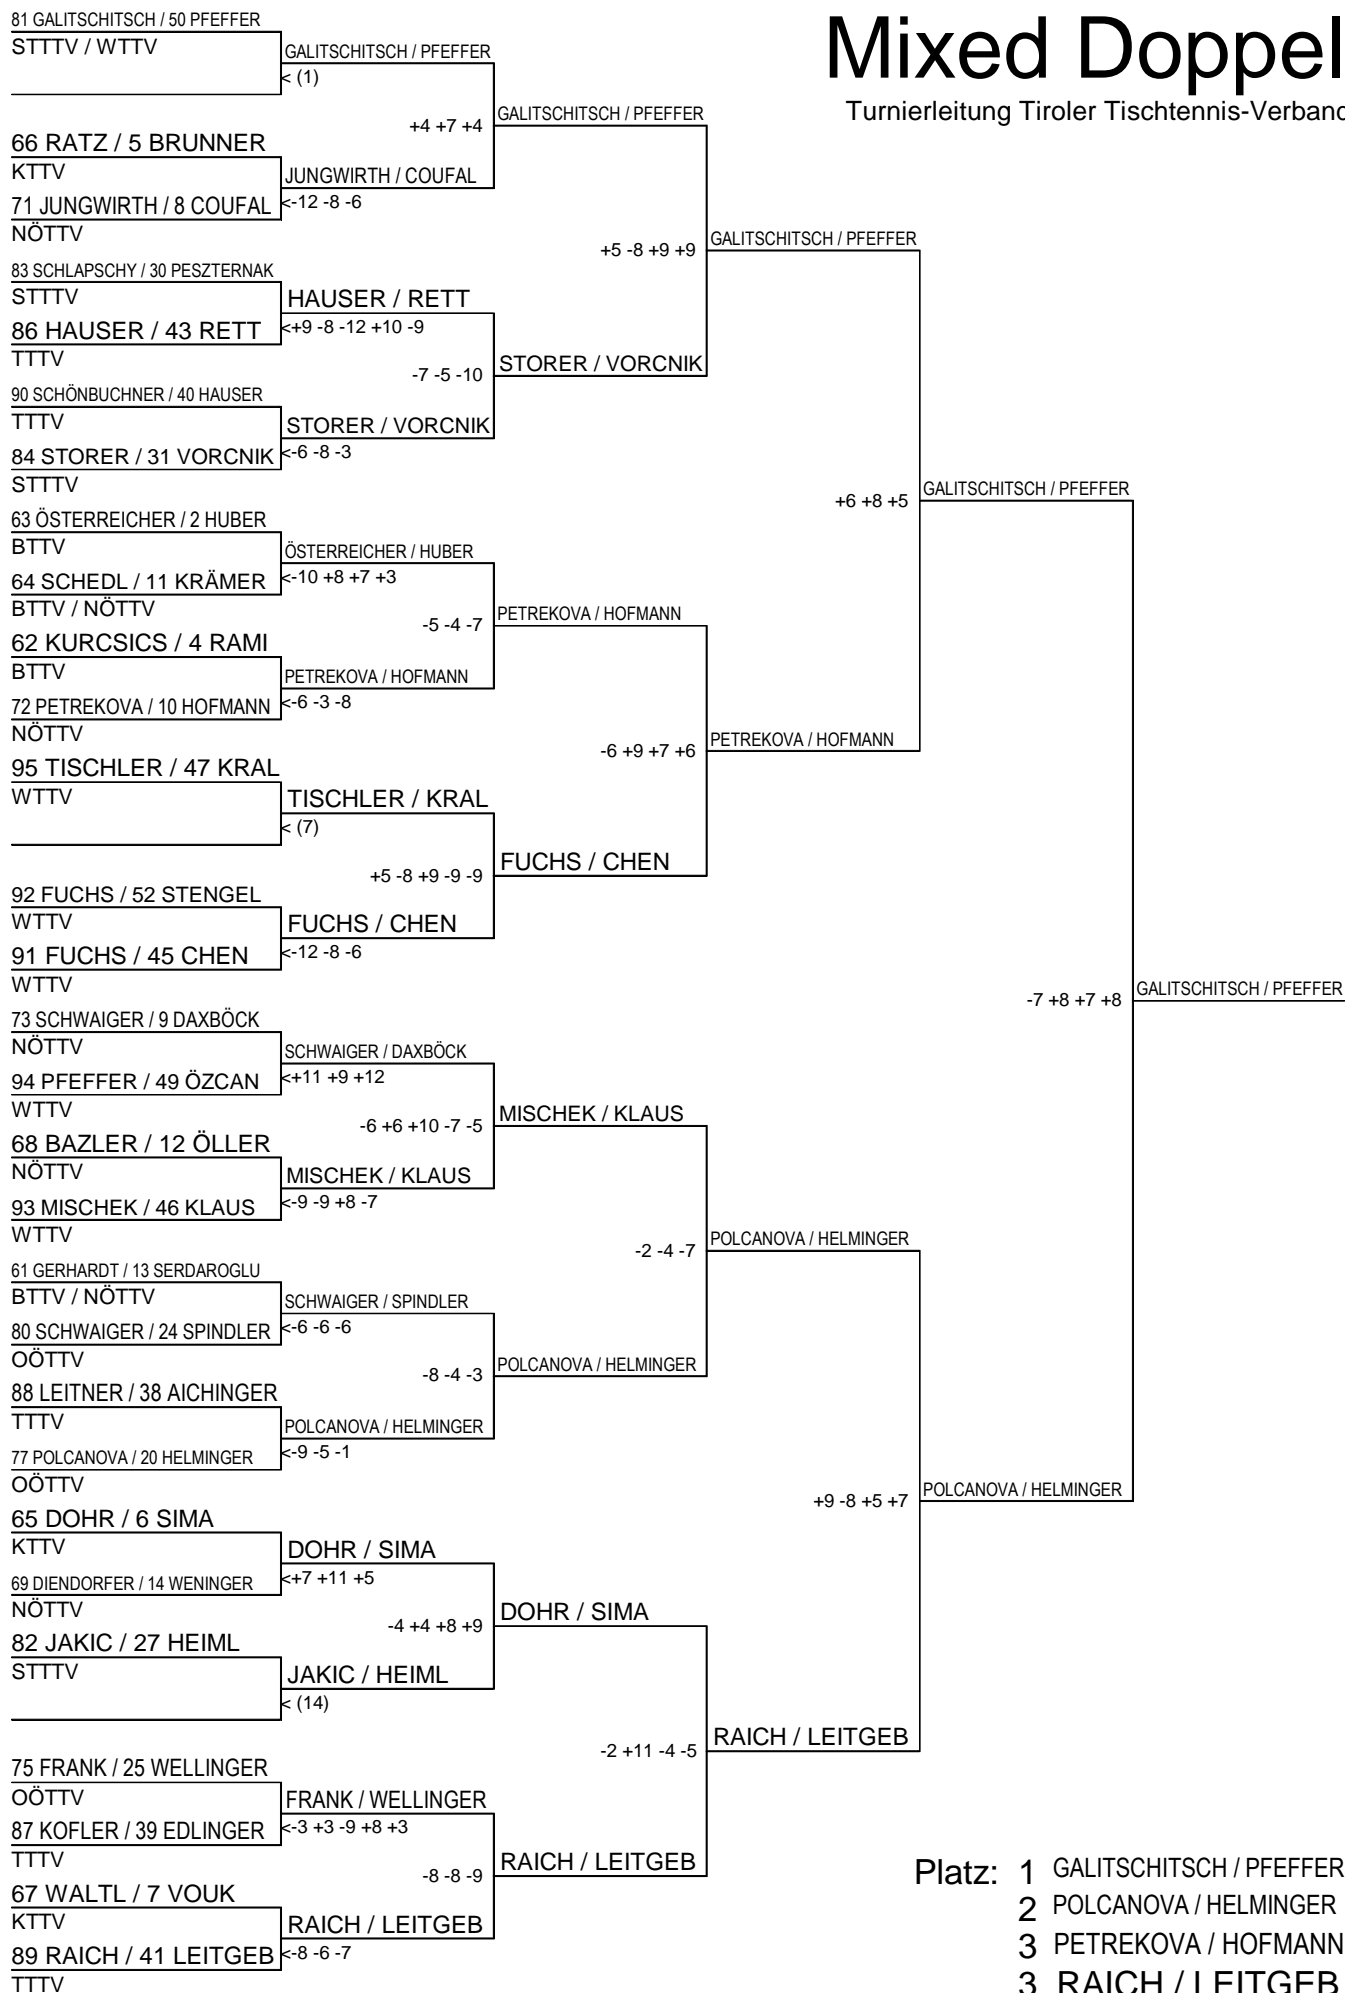 Mixed Doppel
Turnierleitung Tiroler Tischtennis-Verband
81 GALITSCHITSCH / 50 PFEFFER
STTTV / WTTV
GALITSCHITSCH / PFEFFER
< (1)
GALITSCHITSCH / PFEFFER
+4 +7 +4
66 RATZ / 5 BRUNNER
KTTV
JUNGWIRTH / COUFAL
71 JUNGWIRTH / 8 COUFAL
<-12 -8 -6
NÖTTV
GALITSCHITSCH / PFEFFER
+5 -8 +9 +9
83 SCHLAPSCHY / 30 PESZTERNAK
STTTV
HAUSER / RETT
86 HAUSER / 43 RETT
<+9 -8 -12 +10 -9
TTTV
STORER / VORCNIK
-7 -5 -10
90 SCHÖNBUCHNER / 40 HAUSER
TTTV
STORER / VORCNIK
84 STORER / 31 VORCNIK
<-6 -8 -3
STTTV
GALITSCHITSCH / PFEFFER
+6 +8 +5
63 ÖSTERREICHER / 2 HUBER
BTTV
ÖSTERREICHER / HUBER
64 SCHEDL / 11 KRÄMER
<-10 +8 +7 +3
BTTV / NÖTTV
PETREKOVA / HOFMANN
-5 -4 -7
62 KURCSICS / 4 RAMI
BTTV
PETREKOVA / HOFMANN
72 PETREKOVA / 10 HOFMANN
<-6 -3 -8
NÖTTV
PETREKOVA / HOFMANN
-6 +9 +7 +6
95 TISCHLER / 47 KRAL
WTTV
TISCHLER / KRAL
< (7)
FUCHS / CHEN
+5 -8 +9 -9 -9
92 FUCHS / 52 STENGEL
WTTV
FUCHS / CHEN
91 FUCHS / 45 CHEN
<-12 -8 -6
WTTV
GALITSCHITSCH / PFEFFER
-7 +8 +7 +8
73 SCHWAIGER / 9 DAXBÖCK
NÖTTV
SCHWAIGER / DAXBÖCK
94 PFEFFER / 49 ÖZCAN
<+11 +9 +12
WTTV
MISCHEK / KLAUS
-6 +6 +10 -7 -5
68 BAZLER / 12 ÖLLER
NÖTTV
MISCHEK / KLAUS
93 MISCHEK / 46 KLAUS
<-9 -9 +8 -7
WTTV
POLCANOVA / HELMINGER
-2 -4 -7
61 GERHARDT / 13 SERDAROGLU
BTTV / NÖTTV
SCHWAIGER / SPINDLER
80 SCHWAIGER / 24 SPINDLER
<-6 -6 -6
OÖTTV
POLCANOVA / HELMINGER
-8 -4 -3
88 LEITNER / 38 AICHINGER
TTTV
POLCANOVA / HELMINGER
77 POLCANOVA / 20 HELMINGER
<-9 -5 -1
OÖTTV
POLCANOVA / HELMINGER
+9 -8 +5 +7
65 DOHR / 6 SIMA
KTTV
DOHR / SIMA
69 DIENDORFER / 14 WENINGER
<+7 +11 +5
NÖTTV
DOHR / SIMA
-4 +4 +8 +9
82 JAKIC / 27 HEIML
STTTV
JAKIC / HEIML
< (14)
RAICH / LEITGEB
-2 +11 -4 -5
75 FRANK / 25 WELLINGER
OÖTTV
FRANK / WELLINGER
87 KOFLER / 39 EDLINGER
<-3 +3 -9 +8 +3
TTTV
RAICH / LEITGEB
-8 -8 -9
67 WALTL / 7 VOUK
KTTV
RAICH / LEITGEB
89 RAICH / 41 LEITGEB
<-8 -6 -7
TTTV
Platz: 1 GALITSCHITSCH / PFEFFER
2 POLCANOVA / HELMINGER
3 PETREKOVA / HOFMANN
3 RAICH / LEITGEB